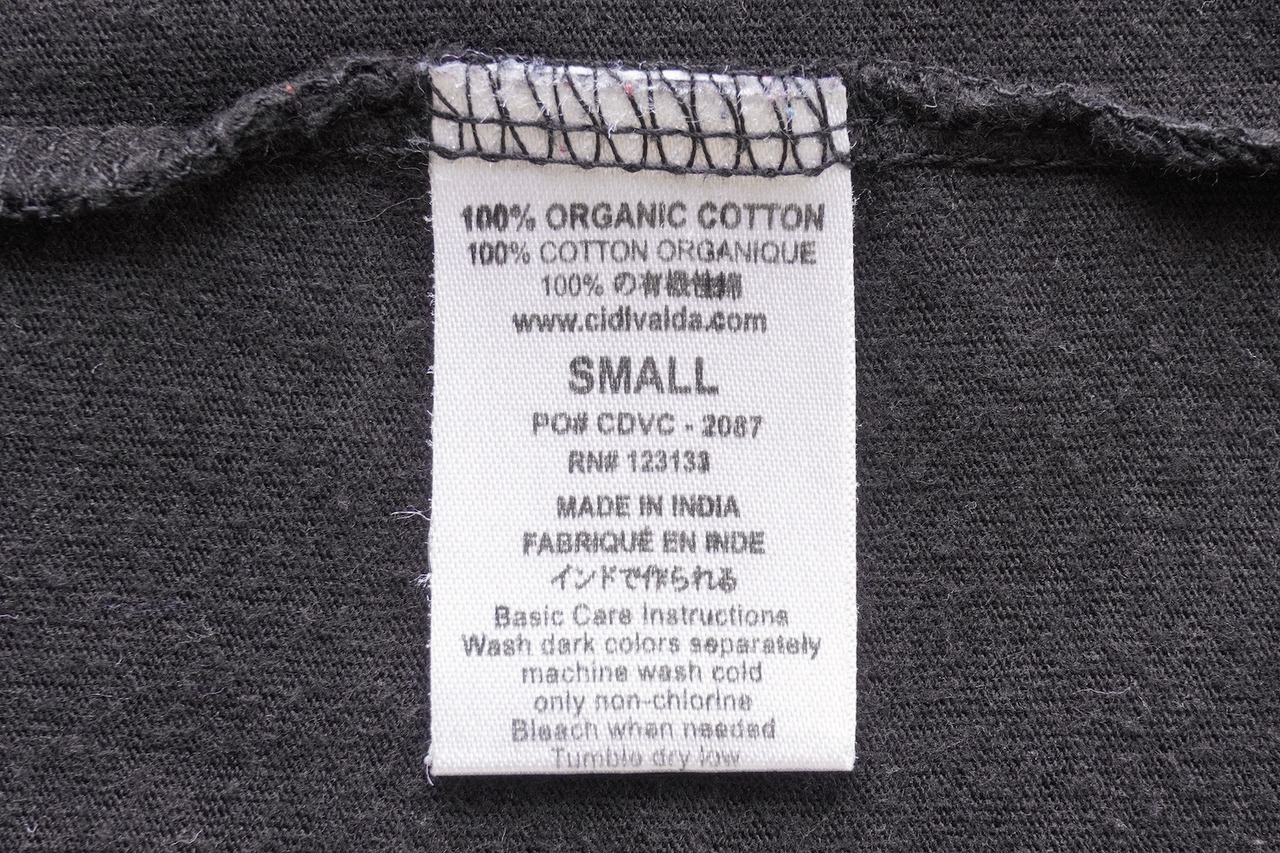 100% ORGANIC COTTON
100% COTTON ORGANIQUE
100% の有機性綿
www.cidivalda.com
SMALL
PO# CDVC - 2087
RN# 123133
MADE IN INDIA
FABRIQUÉ EN INDE
インドで作られる
Basic Care Instructions
Wash dark colors separately
machine wash cold
only non-chlorine
Bleach when needed
Tumble dry low